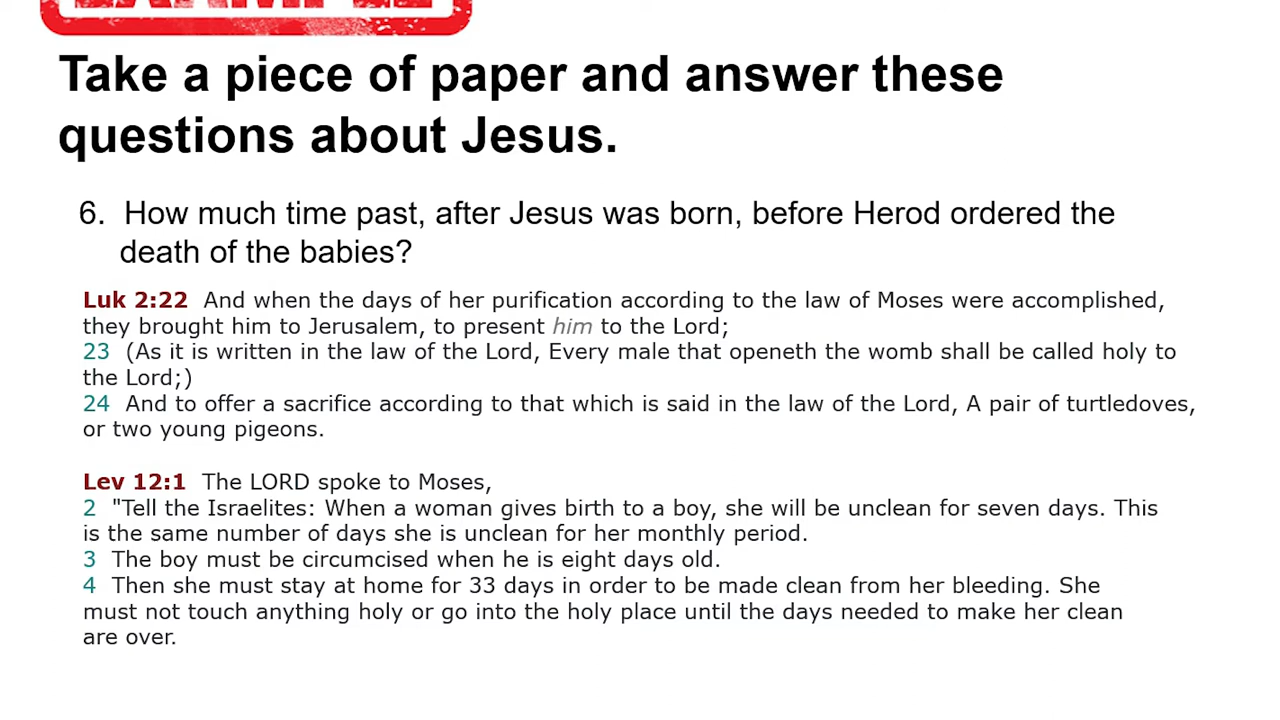 Take a piece of paper and answer these
questions about Jesus.
6. How much time past, after Jesus was born, before Herod ordered the
death of the babies?
Luk 2:22 And when the days of her purification according to the law of Moses were accomplished,
they brought him to Jerusalem, to present him to the Lord;
23 (As it is written in the law of the Lord, Every male that openeth the womb shall be called holy to
the Lord;)
24 And to offer a sacrifice according to that which is said in the law of the Lord, A pair of turtledoves,
or two young pigeons.
Lev 12:1 The LORD spoke to Moses,
2 "Tell the Israelites: When a woman gives birth to a boy, she will be unclean for seven days. This
is the same number of days she is unclean for her monthly period.
3 The boy must be circumcised when he is eight days old.
4 Then she must stay at home for 33 days in order to be made clean from her bleeding. She
must not touch anything holy or go into the holy place until the days needed to make her clean
are over.